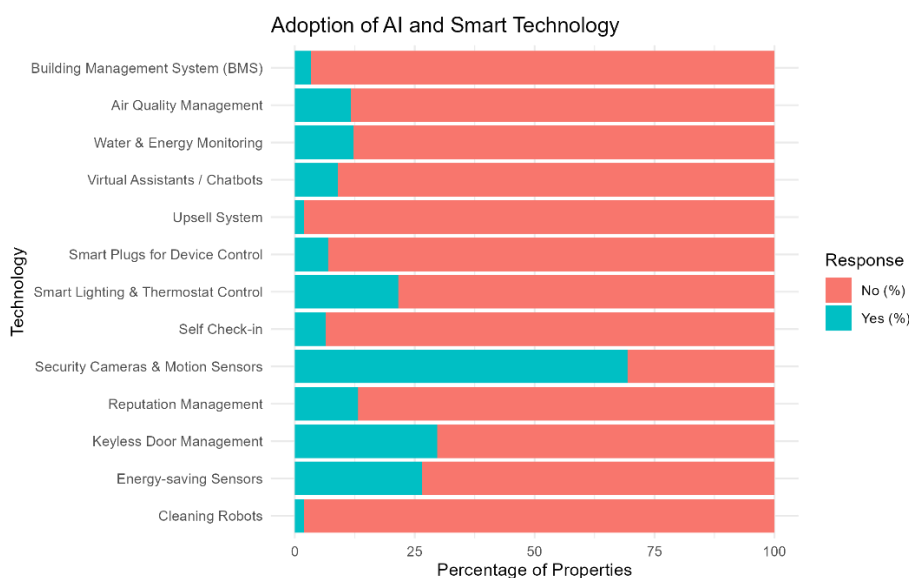 Adoption of AI and Smart Technology
Building Management System (BMS)
Air Quality Management
Water & Energy Monitoring
Virtual Assistants / Chatbots
Upsell System
Smart Plugs for Device Control
Smart Lighting & Thermostat Control
Self Check-in
Security Cameras & Motion Sensors
Reputation Management
Keyless Door Management
Energy-saving Sensors
Cleaning Robots
Technology
0 25 50 75 100
Percentage of Properties
Response
No (%)
Yes (%)